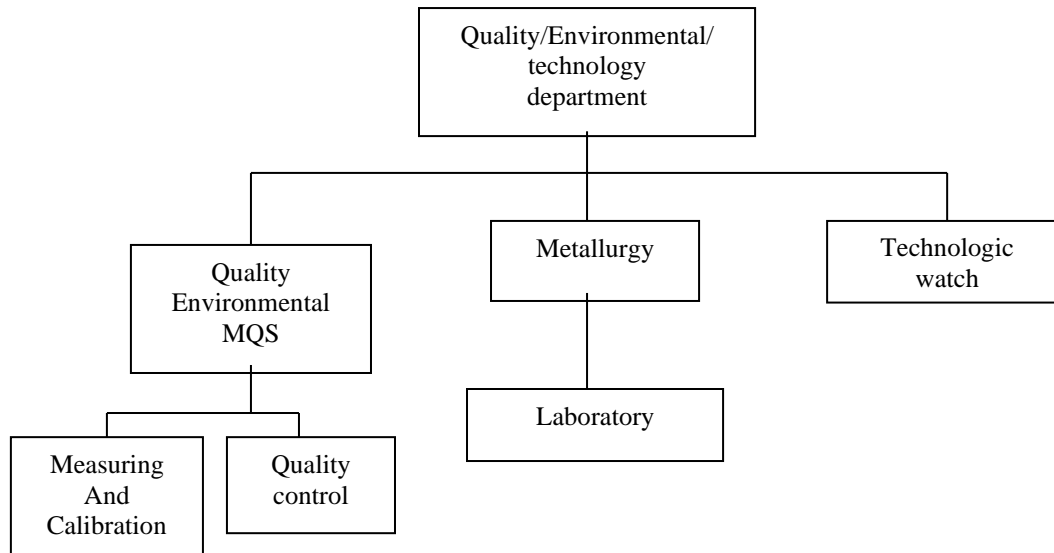 Quality/Environmental/
technology
department
Metallurgy
Technologic
watch
Quality
Environmental
MQS
Laboratory
Measuring
And
Calibration
Quality
control